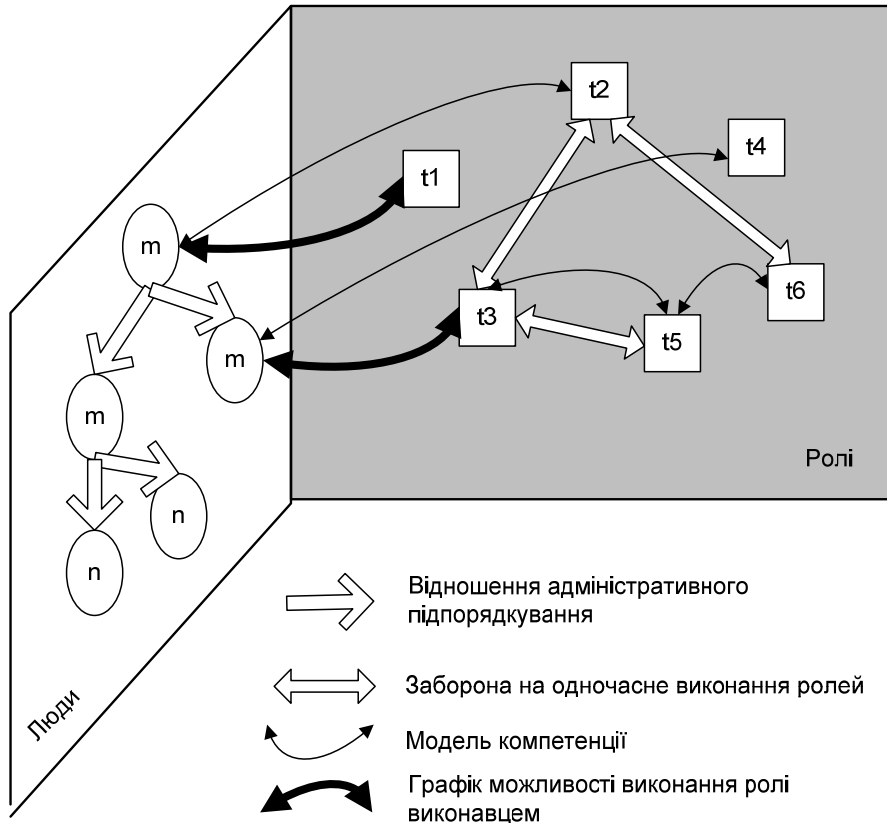 t2
t4
t1
m
t6
t3
t5
m
m
Ролі
n
n
Люди
Відношення адміністративного
підпорядкування
Заборона на одночасне виконання ролей
Модель компетенції
Графік можливості виконання ролі
виконавцем